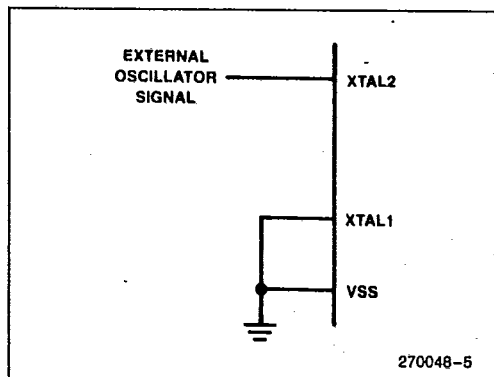 EXTERNAL
OSCILLATOR
SIGNAL
XTAL2
XTAL1
VSS
270048-5